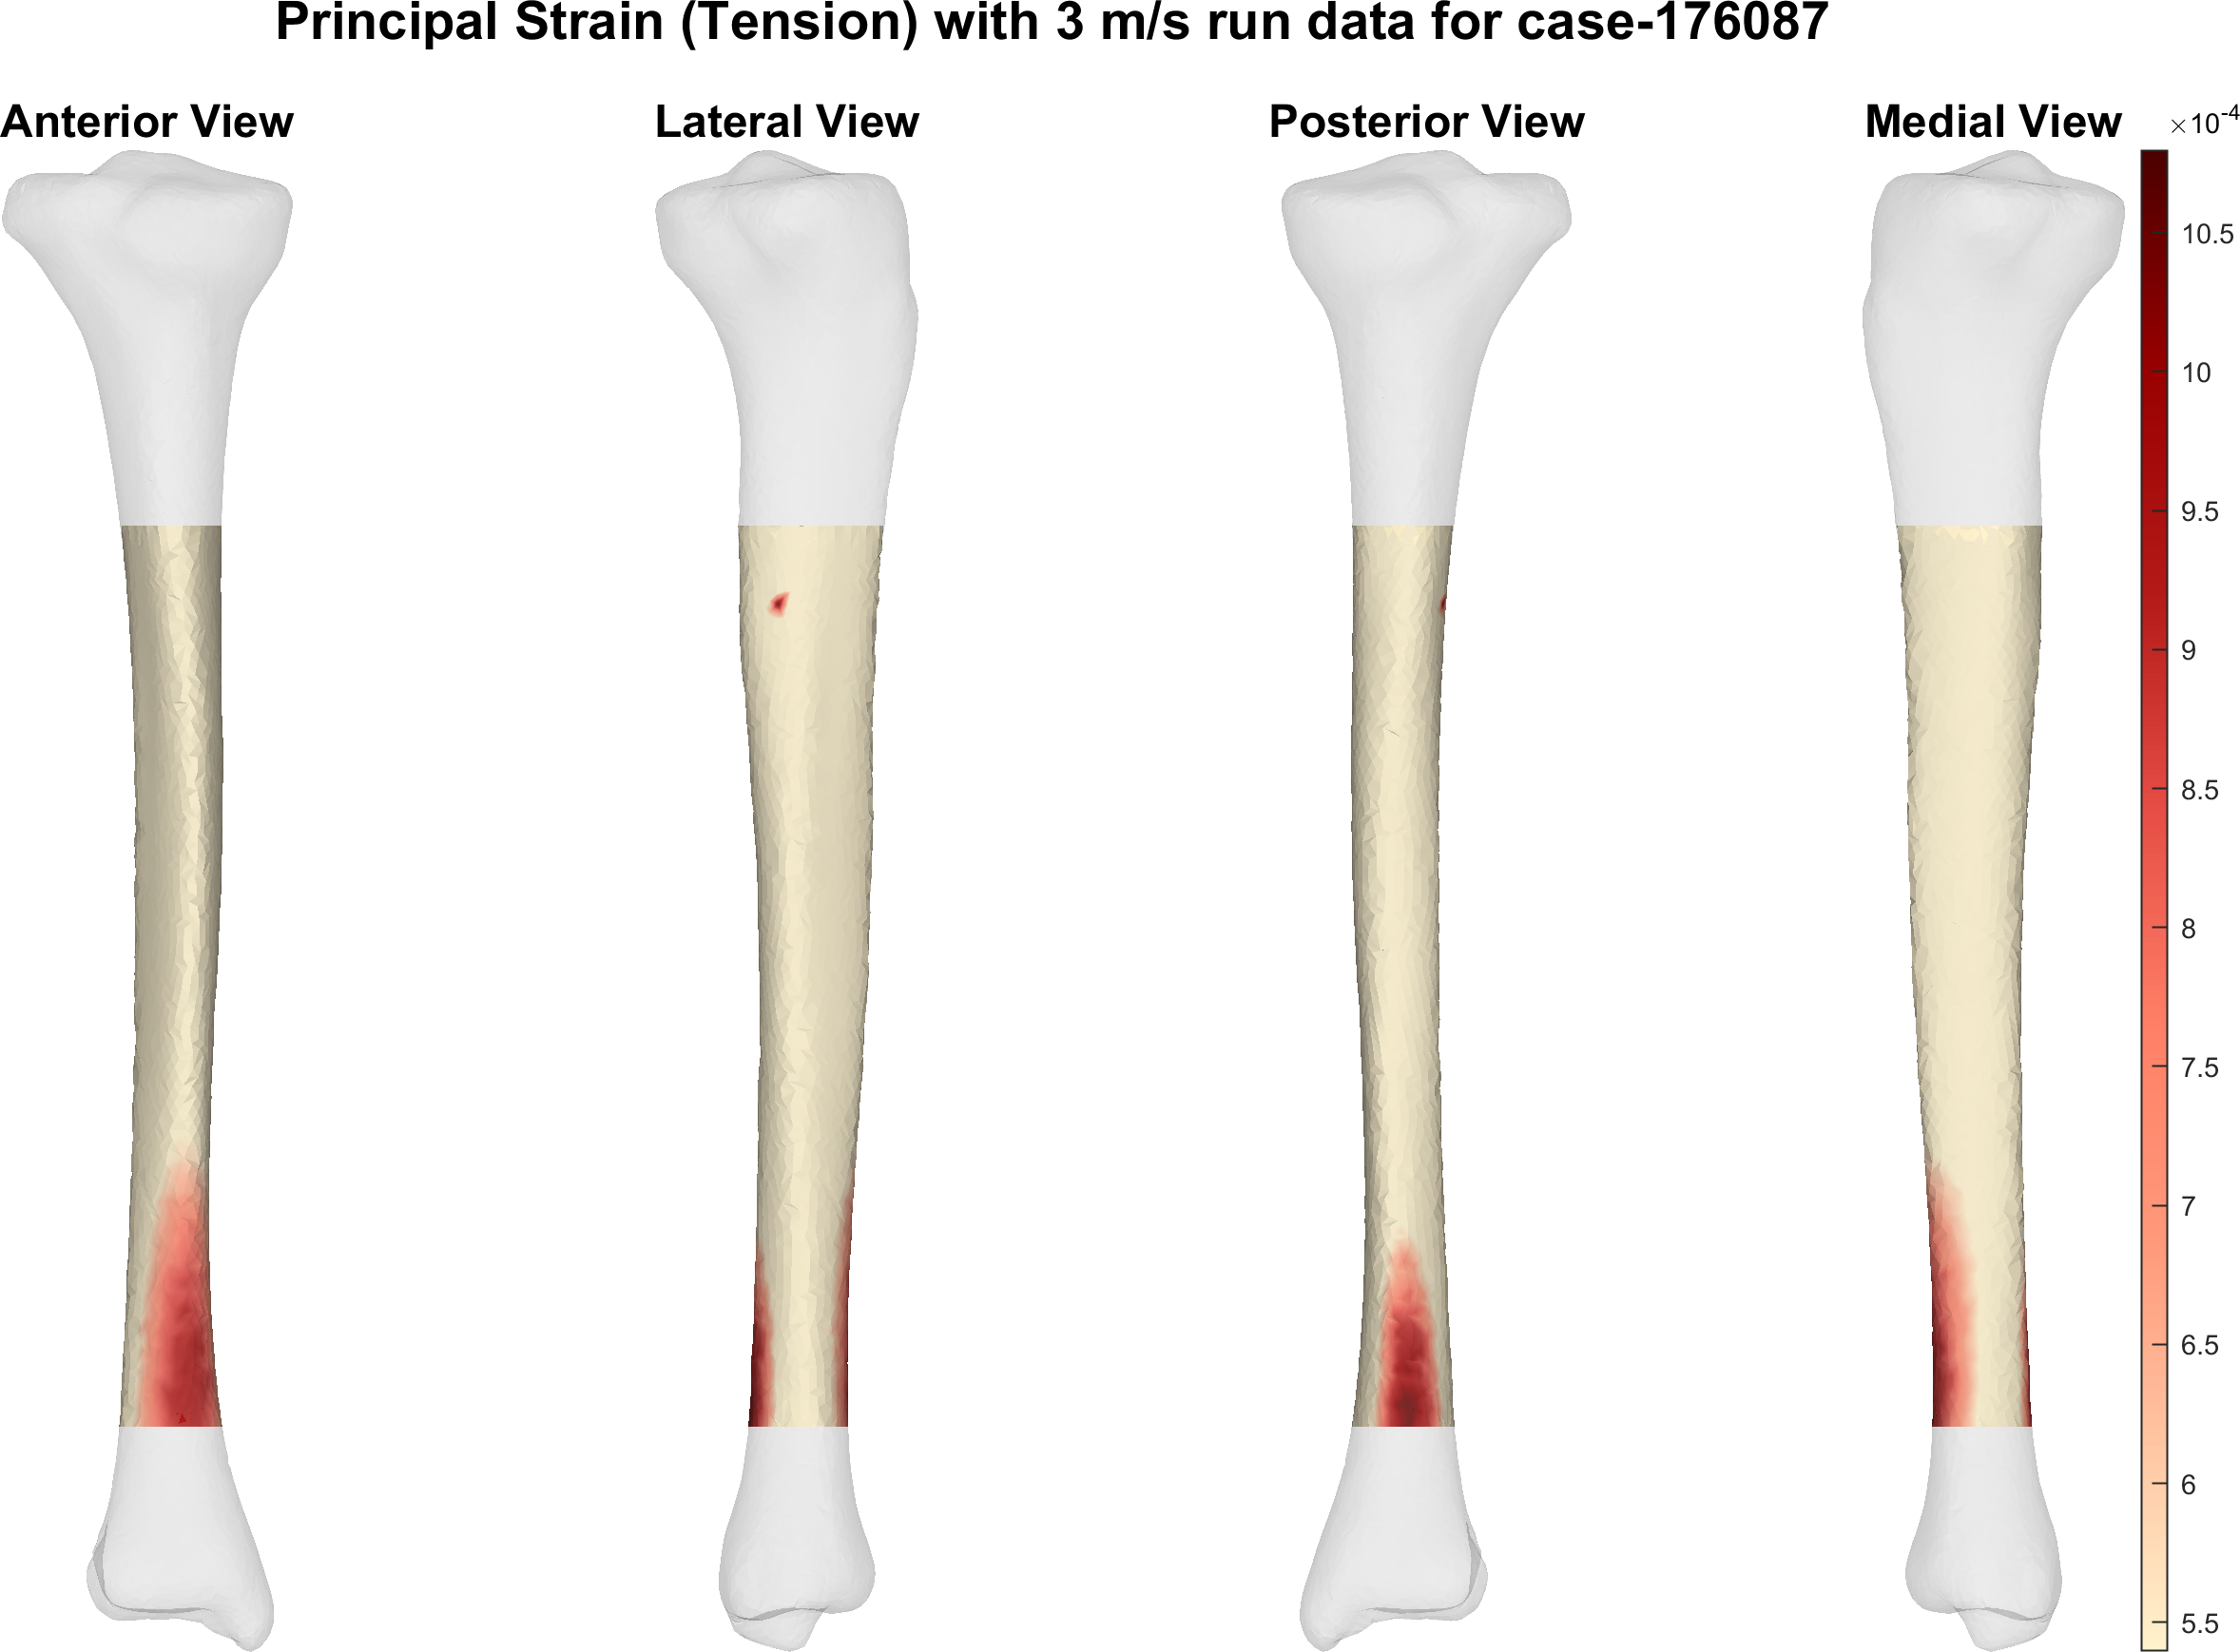 Principal Strain (Tension) with 3 m/s run data for case-176087
Anterior View
Lateral View
Posterior View
Medial View
×10-4
10.5
10
9.5
9
8.5
8
7.5
7
6.5
6
5.5